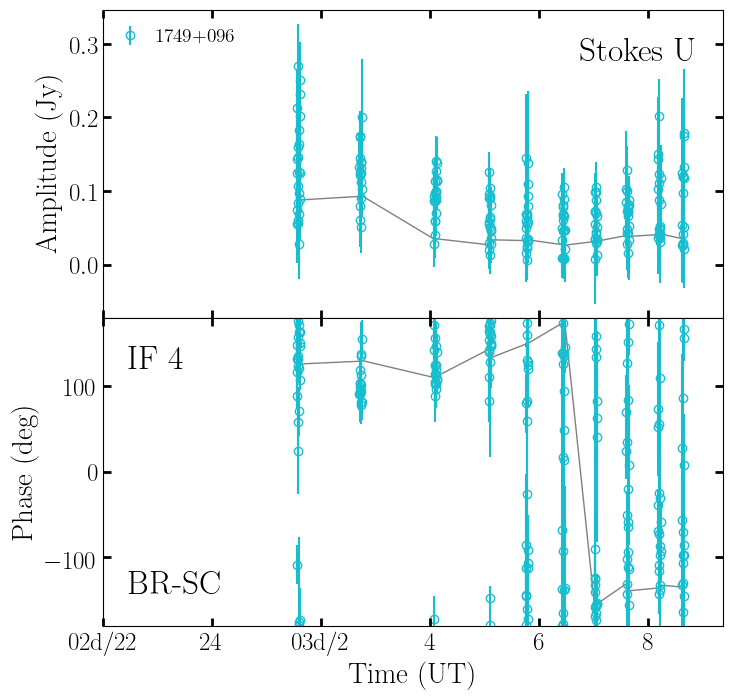 1749+096
Stokes U
Amplitude (Jy)
0.3
0.2
0.1
0.0
IF 4
BR-SC
Phase (deg)
100
0
−100
02d/22 24 03d/2 4 6 8
Time (UT)